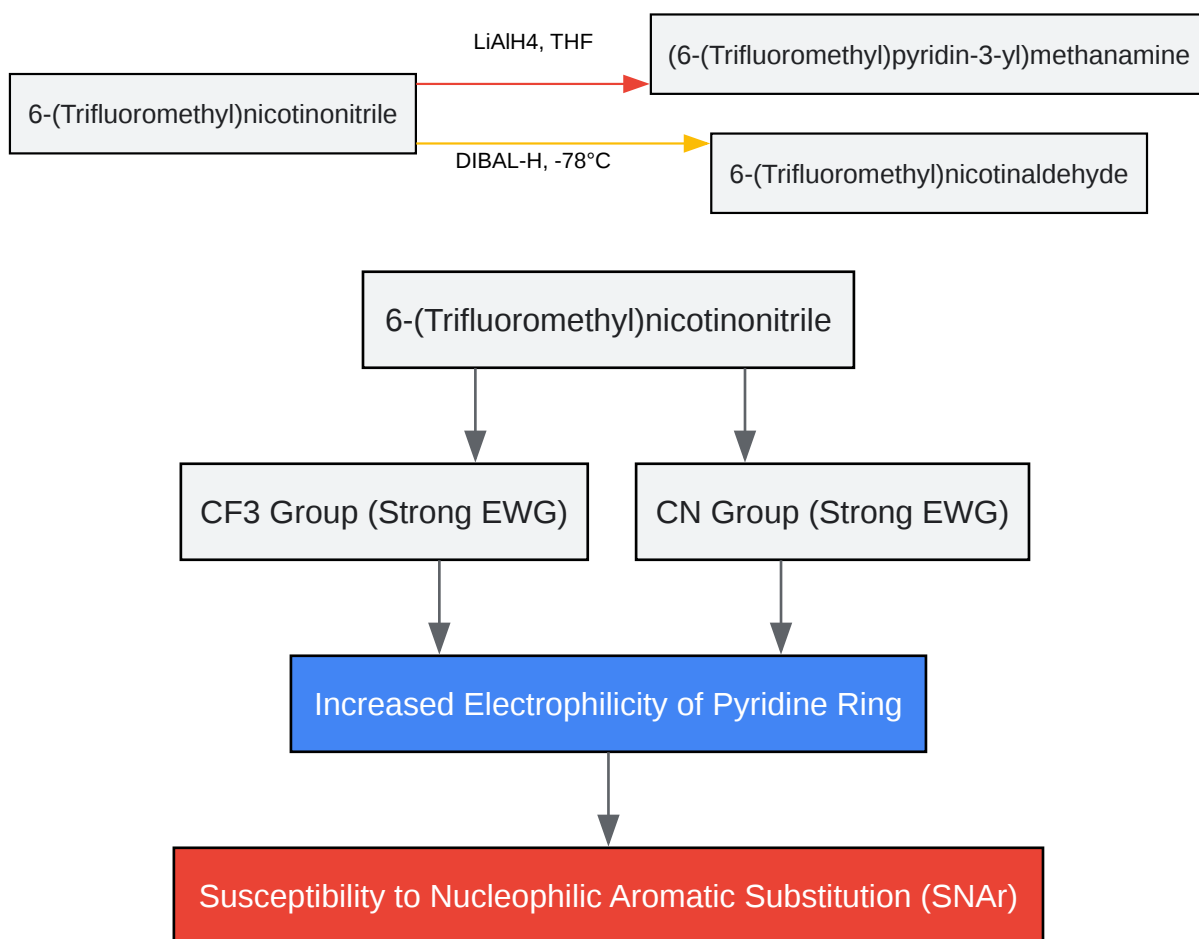 LiAlH4, THF
(6-(Trifluoromethyl)pyridin-3-yl)methanamine
6-(Trifluoromethyl)nicotinonitrile
DIBAL-H, -78°C
6-(Trifluoromethyl)nicotinaldehyde
6-(Trifluoromethyl)nicotinonitrile
CF3 Group (Strong EWG)
CN Group (Strong EWG)
Increased Electrophilicity of Pyridine Ring
Susceptibility to Nucleophilic Aromatic Substitution (SNAr)